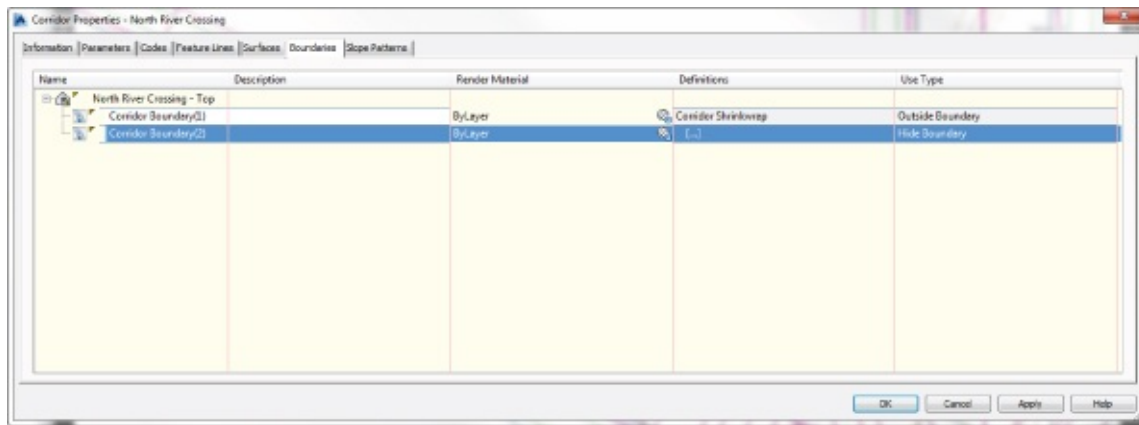 Corridor Properties - North River Crossing
Information Parameters Codes Feature Lines Surfaces Boundaries Slope Patterns
Name Description Render Material Definitions Use Type
North River Crossing - Top
Corridor Boundary(1) ByLayer Corridor Shrinkwrap Outside Boundary
Corridor Boundary(2) ByLayer [...] Hide Boundary
OK Cancel Apply Help